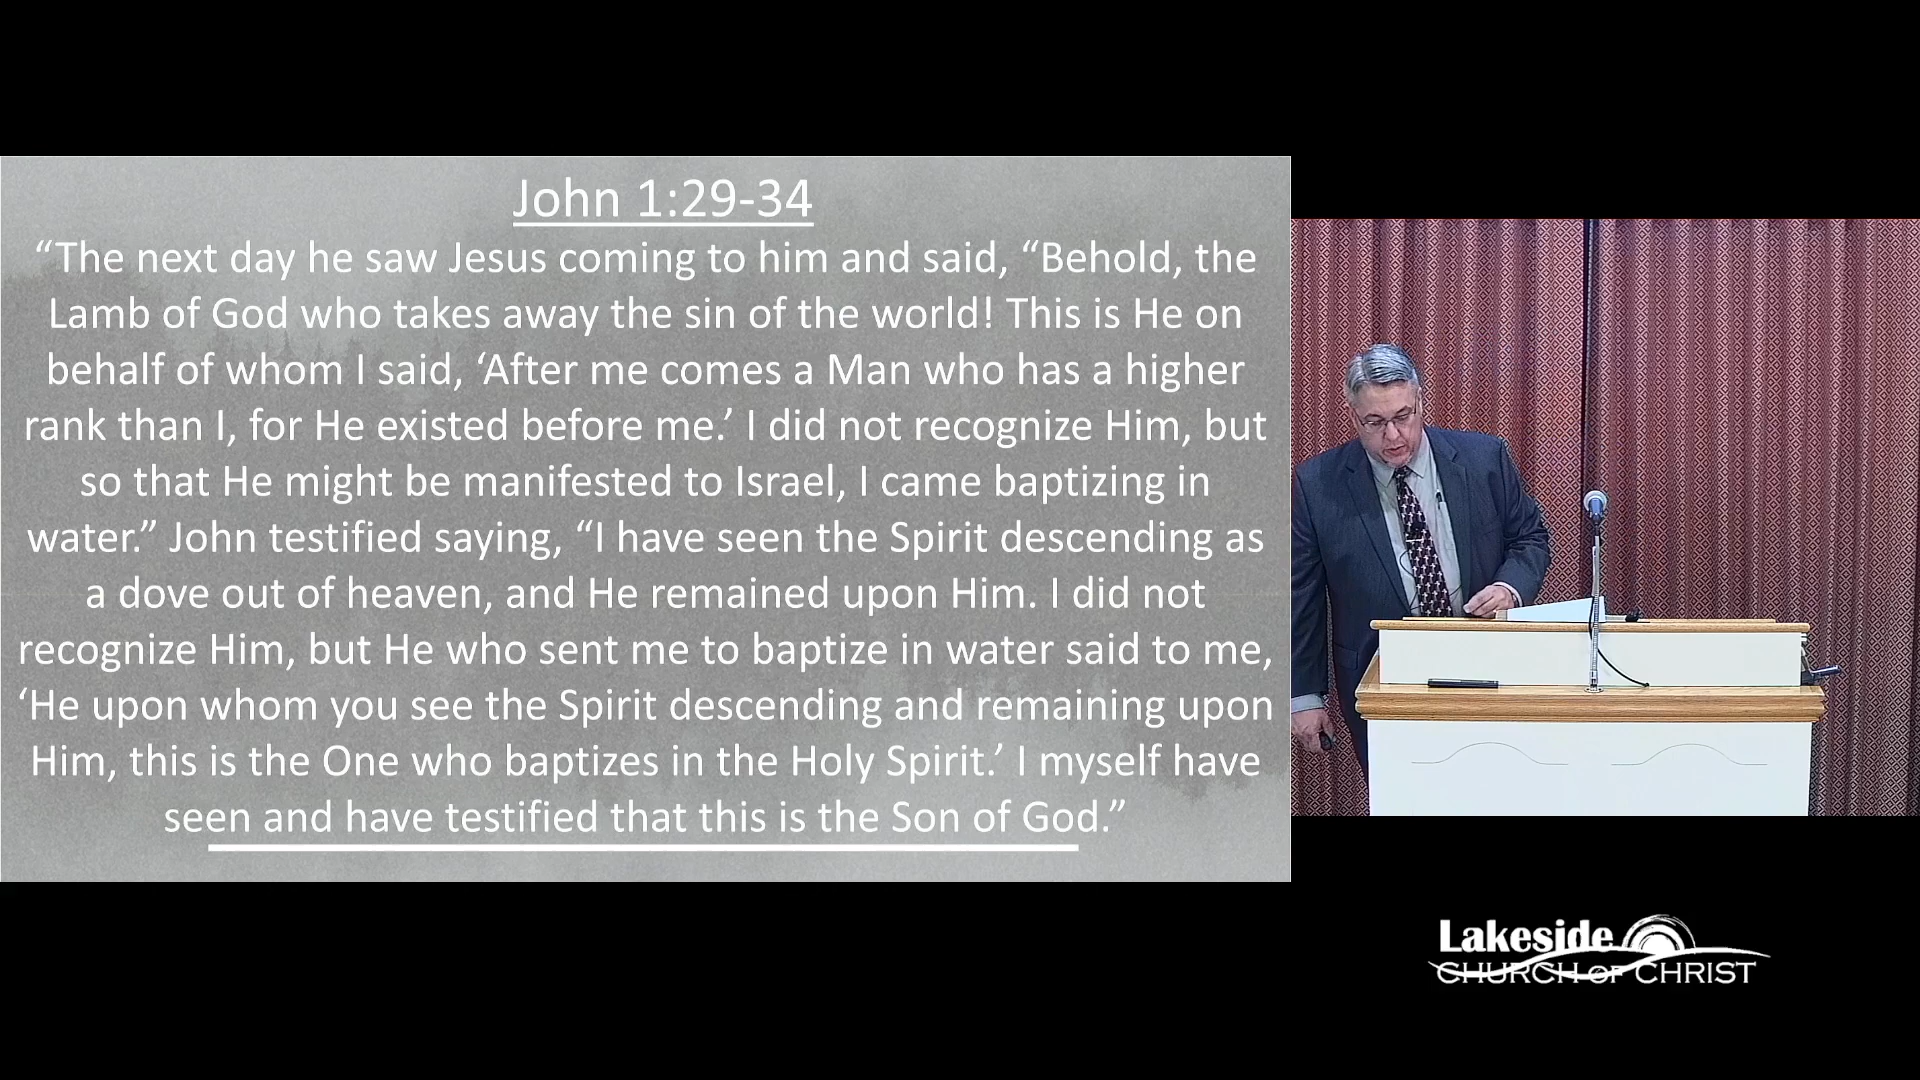 John 1:29-34
“The next day he saw Jesus coming to him and said, “Behold, the
Lamb of God who takes away the sin of the world! This is He on
behalf of whom I said, ‘After me comes a Man who has a higher
rank than I, for He existed before me.’ I did not recognize Him, but
so that He might be manifested to Israel, I came baptizing in
water.” John testified saying, “I have seen the Spirit descending as
a dove out of heaven, and He remained upon Him. I did not
recognize Him, but He who sent me to baptize in water said to me,
‘He upon whom you see the Spirit descending and remaining upon
Him, this is the One who baptizes in the Holy Spirit.’ I myself have
seen and have testified that this is the Son of God.”
Lakeside
CHURCH OF CHRIST